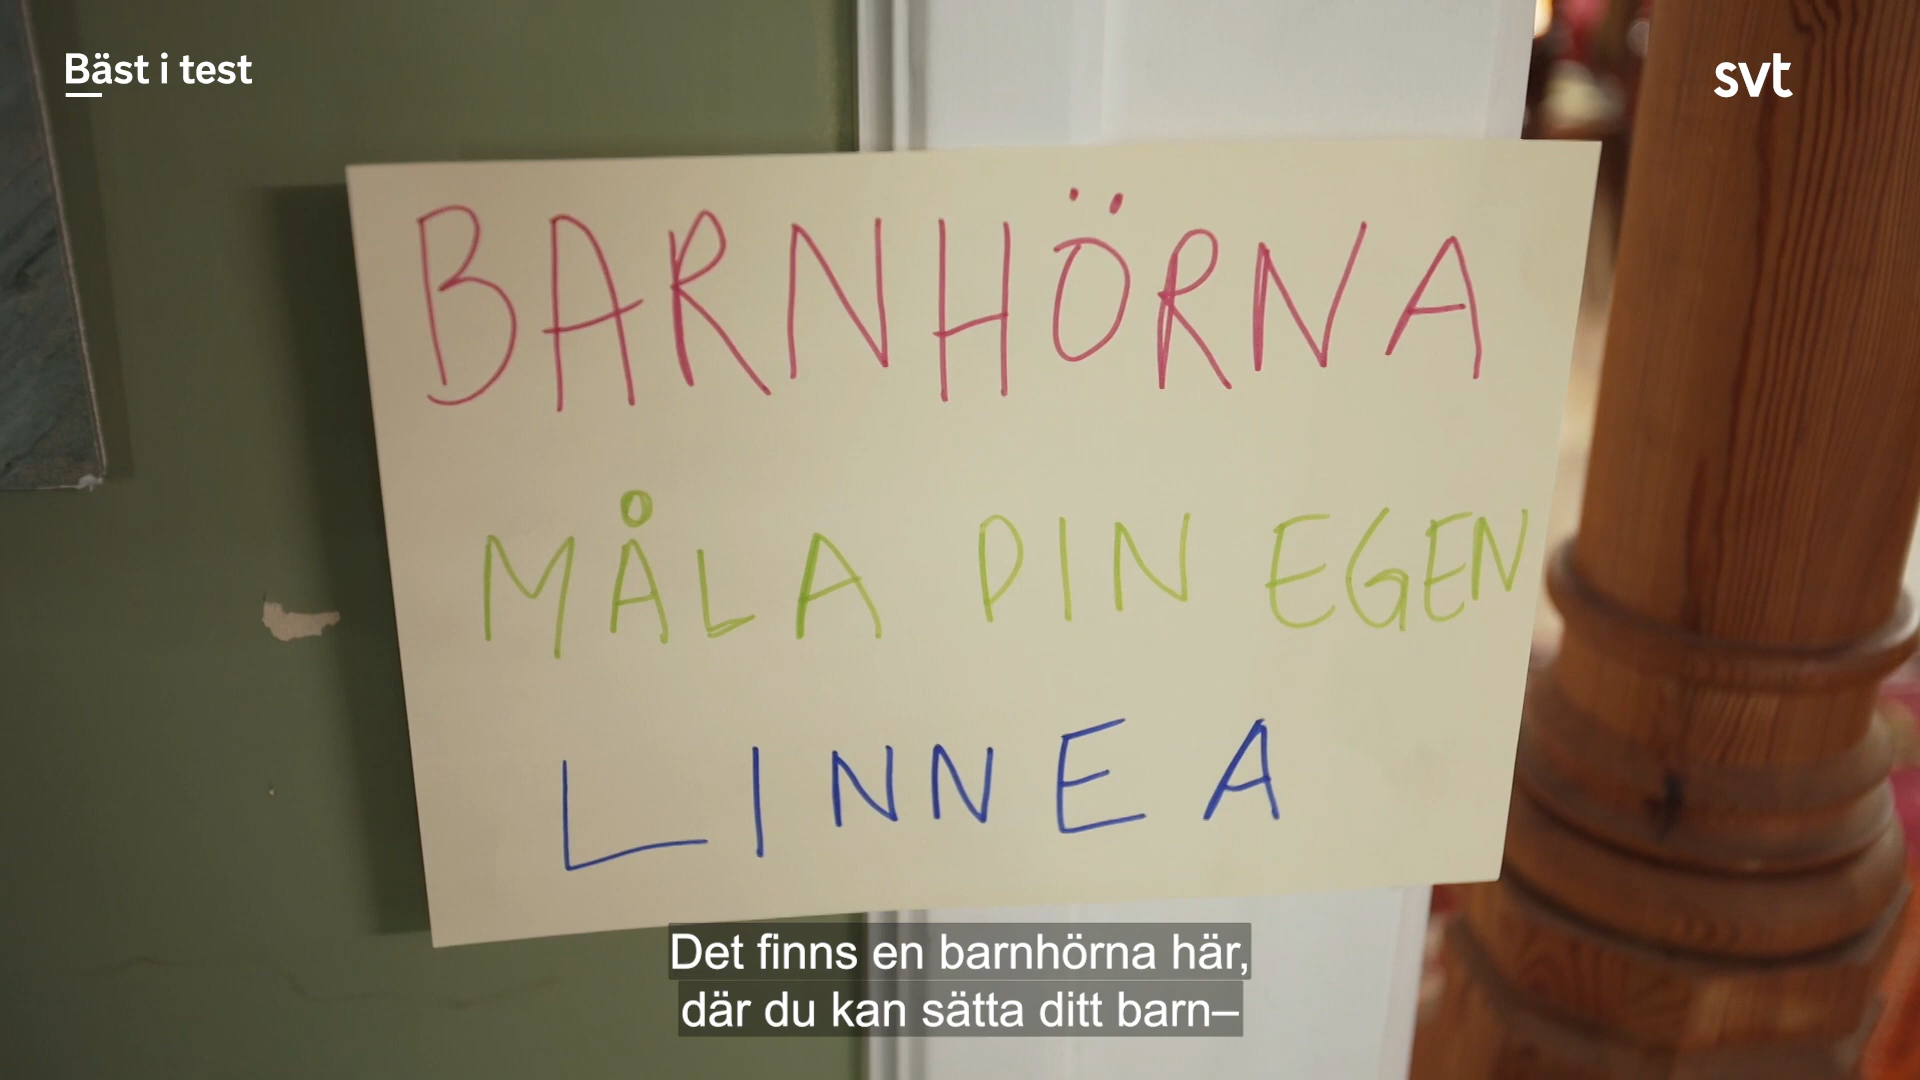 Bäst i test
svt
BARNHÖRNA
MÅLA DIN EGEN
LINNEA
Det finns en barnhörna här,
där du kan sätta ditt barn–